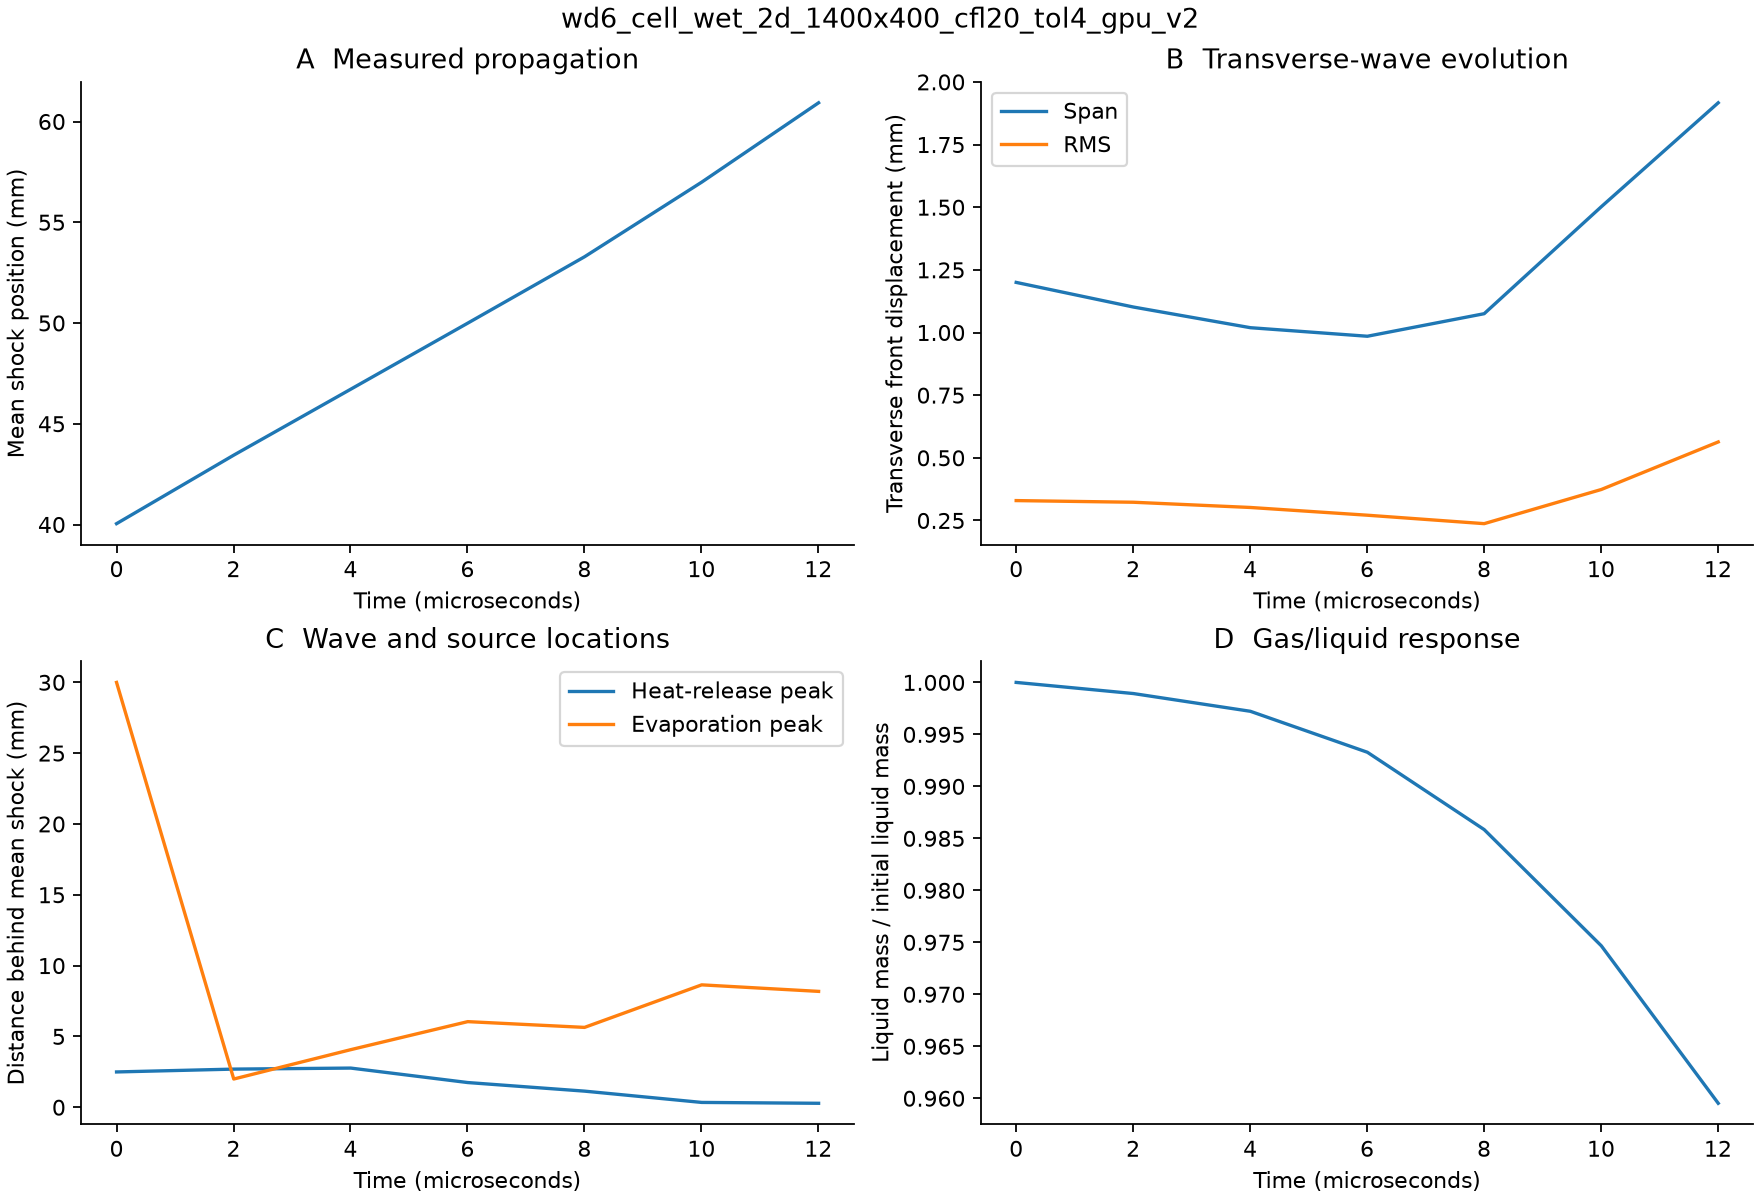 wd6_cell_wet_2d_1400x400_cfl20_tol4_gpu_v2
A  Measured propagation
Mean shock position (mm)
60
55
50
45
40
0 2 4 6 8 10 12
Time (microseconds)
B  Transverse-wave evolution
Transverse front displacement (mm)
Span
RMS
2.00
1.75
1.50
1.25
1.00
0.75
0.50
0.25
0 2 4 6 8 10 12
Time (microseconds)
C  Wave and source locations
Distance behind mean shock (mm)
Heat-release peak
Evaporation peak
30
25
20
15
10
5
0
0 2 4 6 8 10 12
Time (microseconds)
D  Gas/liquid response
Liquid mass / initial liquid mass
1.000
0.995
0.990
0.985
0.980
0.975
0.970
0.965
0.960
0 2 4 6 8 10 12
Time (microseconds)